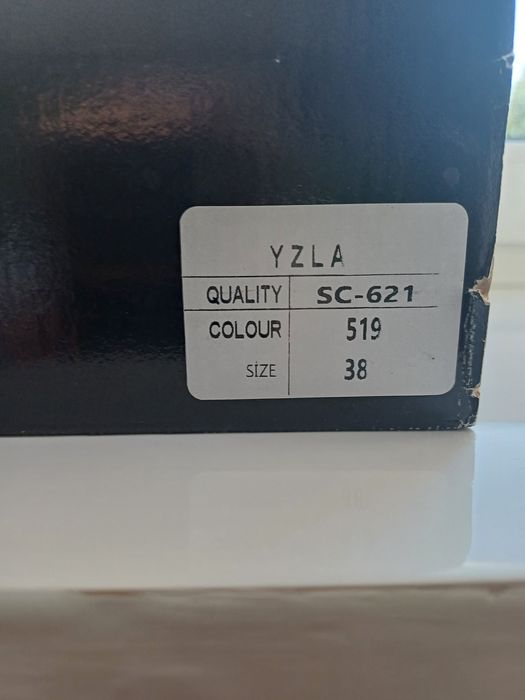 YZLA
QUALITY SC-621
COLOUR 519
SİZE 38